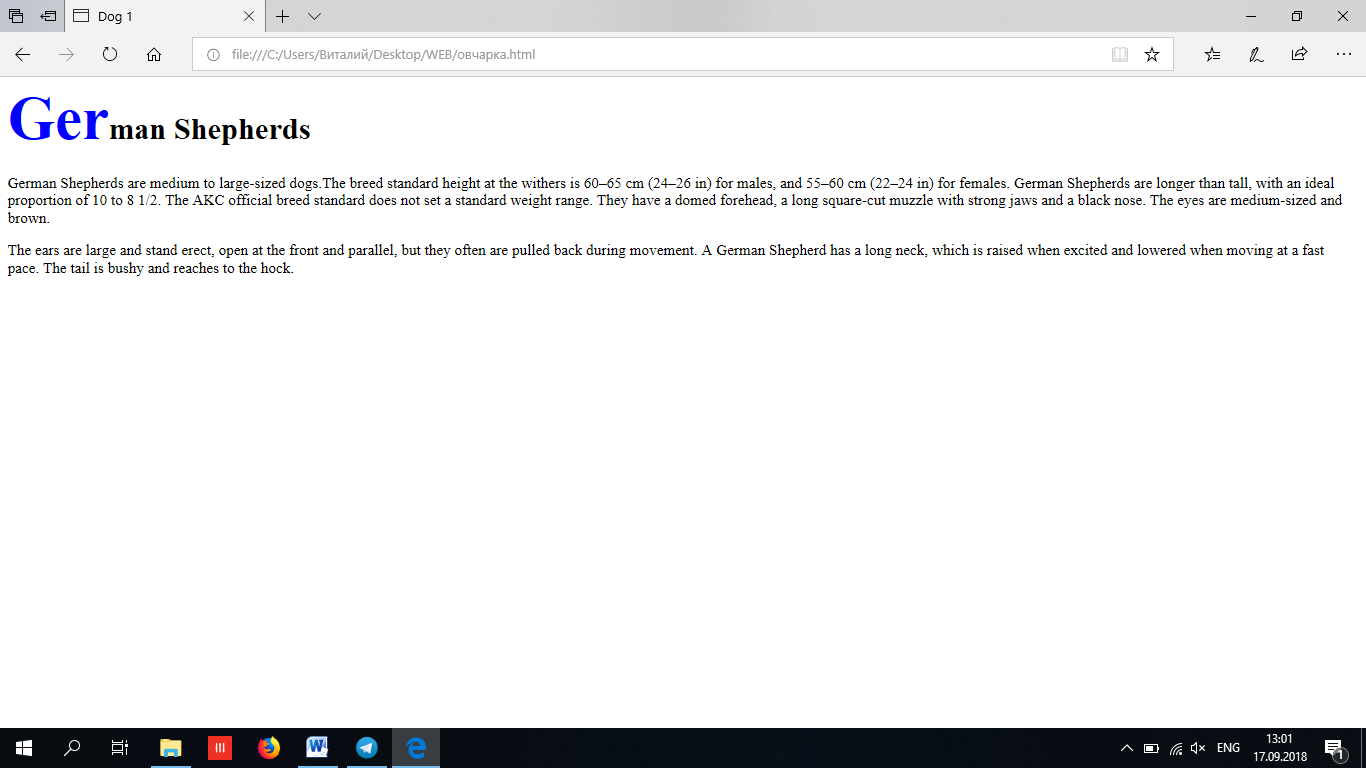 Dog 1
file:///C:/Users/Виталий/Desktop/WEB/овчарка.html
German Shepherds
German Shepherds are medium to large-sized dogs.The breed standard height at the withers is 60–65 cm (24–26 in) for males, and 55–60 cm (22–24 in) for females. German Shepherds are longer than tall, with an ideal
proportion of 10 to 8 1/2. The AKC official breed standard does not set a standard weight range. They have a domed forehead, a long square-cut muzzle with strong jaws and a black nose. The eyes are medium-sized and
brown.
The ears are large and stand erect, open at the front and parallel, but they often are pulled back during movement. A German Shepherd has a long neck, which is raised when excited and lowered when moving at a fast
pace. The tail is bushy and reaches to the hock.
ENG
13:01
17.09.2018
1